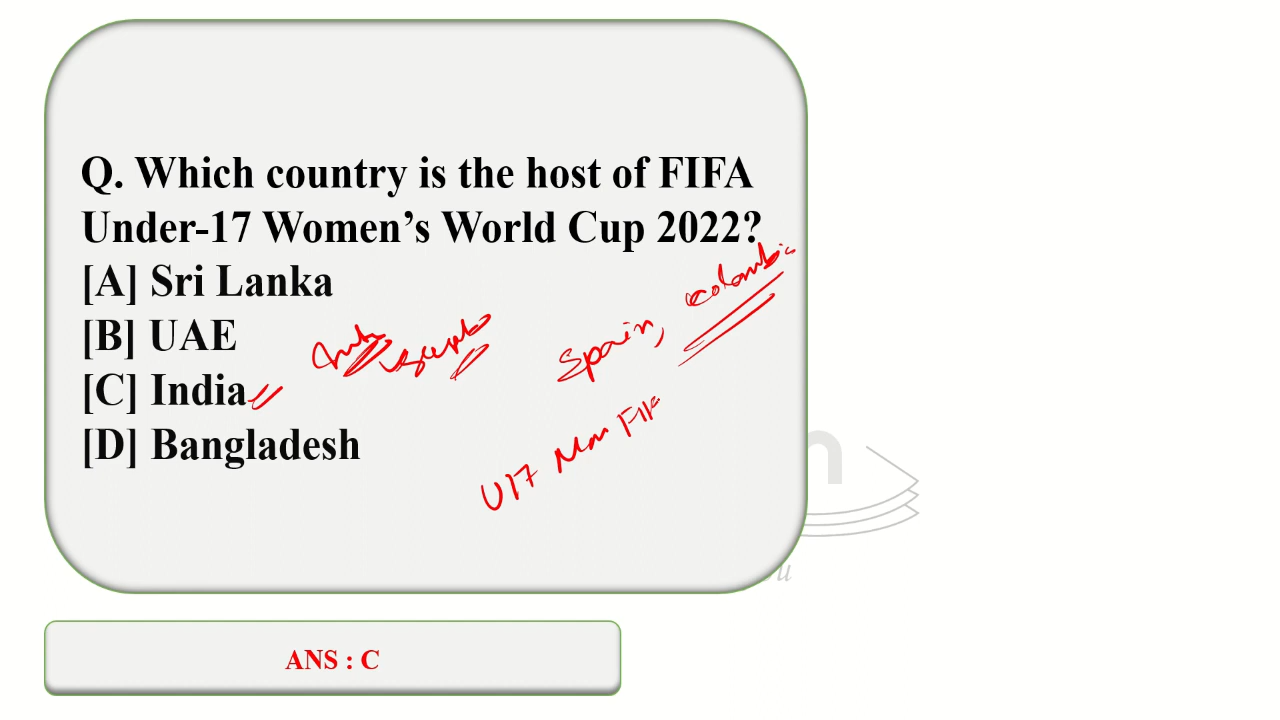 Q. Which country is the host of FIFA
Under-17 Women’s World Cup 2022?
[A] Sri Lanka
[B] UAE
[C] India
[D] Bangladesh
Spain, Colombia
U17 Men FIF
ANS : C